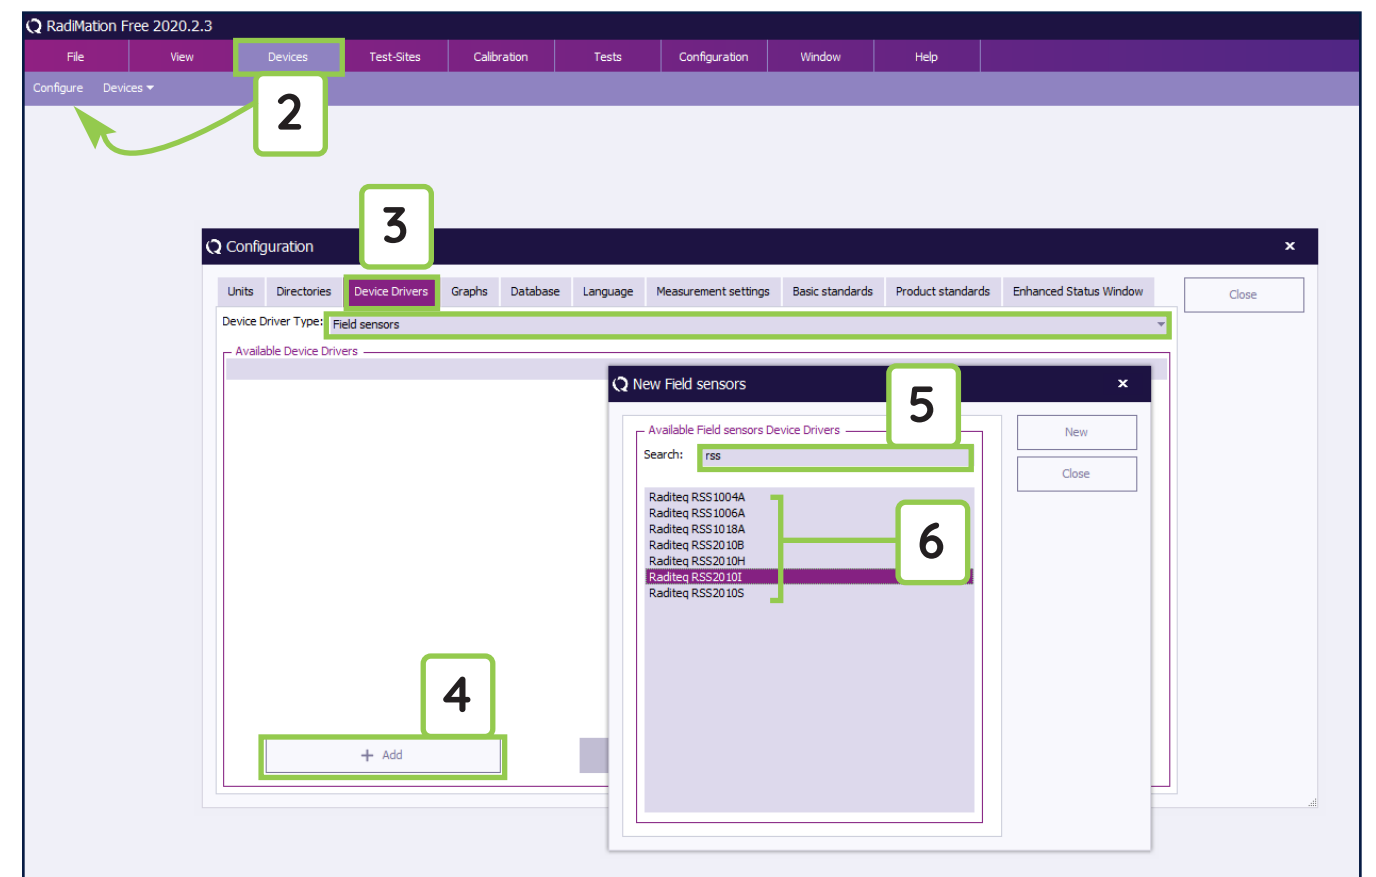 RadiMation Free 2020.2.3
File View Devices Test-Sites Calibration Tests Configuration Window Help
Configure Devices
2
3
Configuration
Units Directories Device Drivers Graphs Database Language Measurement settings Basic standards Product standards Enhanced Status Window Close
Device Driver Type: Field sensors
Available Device Drivers
New Field sensors
5
Available Field sensors Device Drivers
New
Search: rss
Close
Raditeq RSS1004A
Raditeq RSS1006A
Raditeq RSS1018A
Raditeq RSS2010B
Raditeq RSS2010H
Raditeq RSS2010I
Raditeq RSS2010S
6
4
+ Add